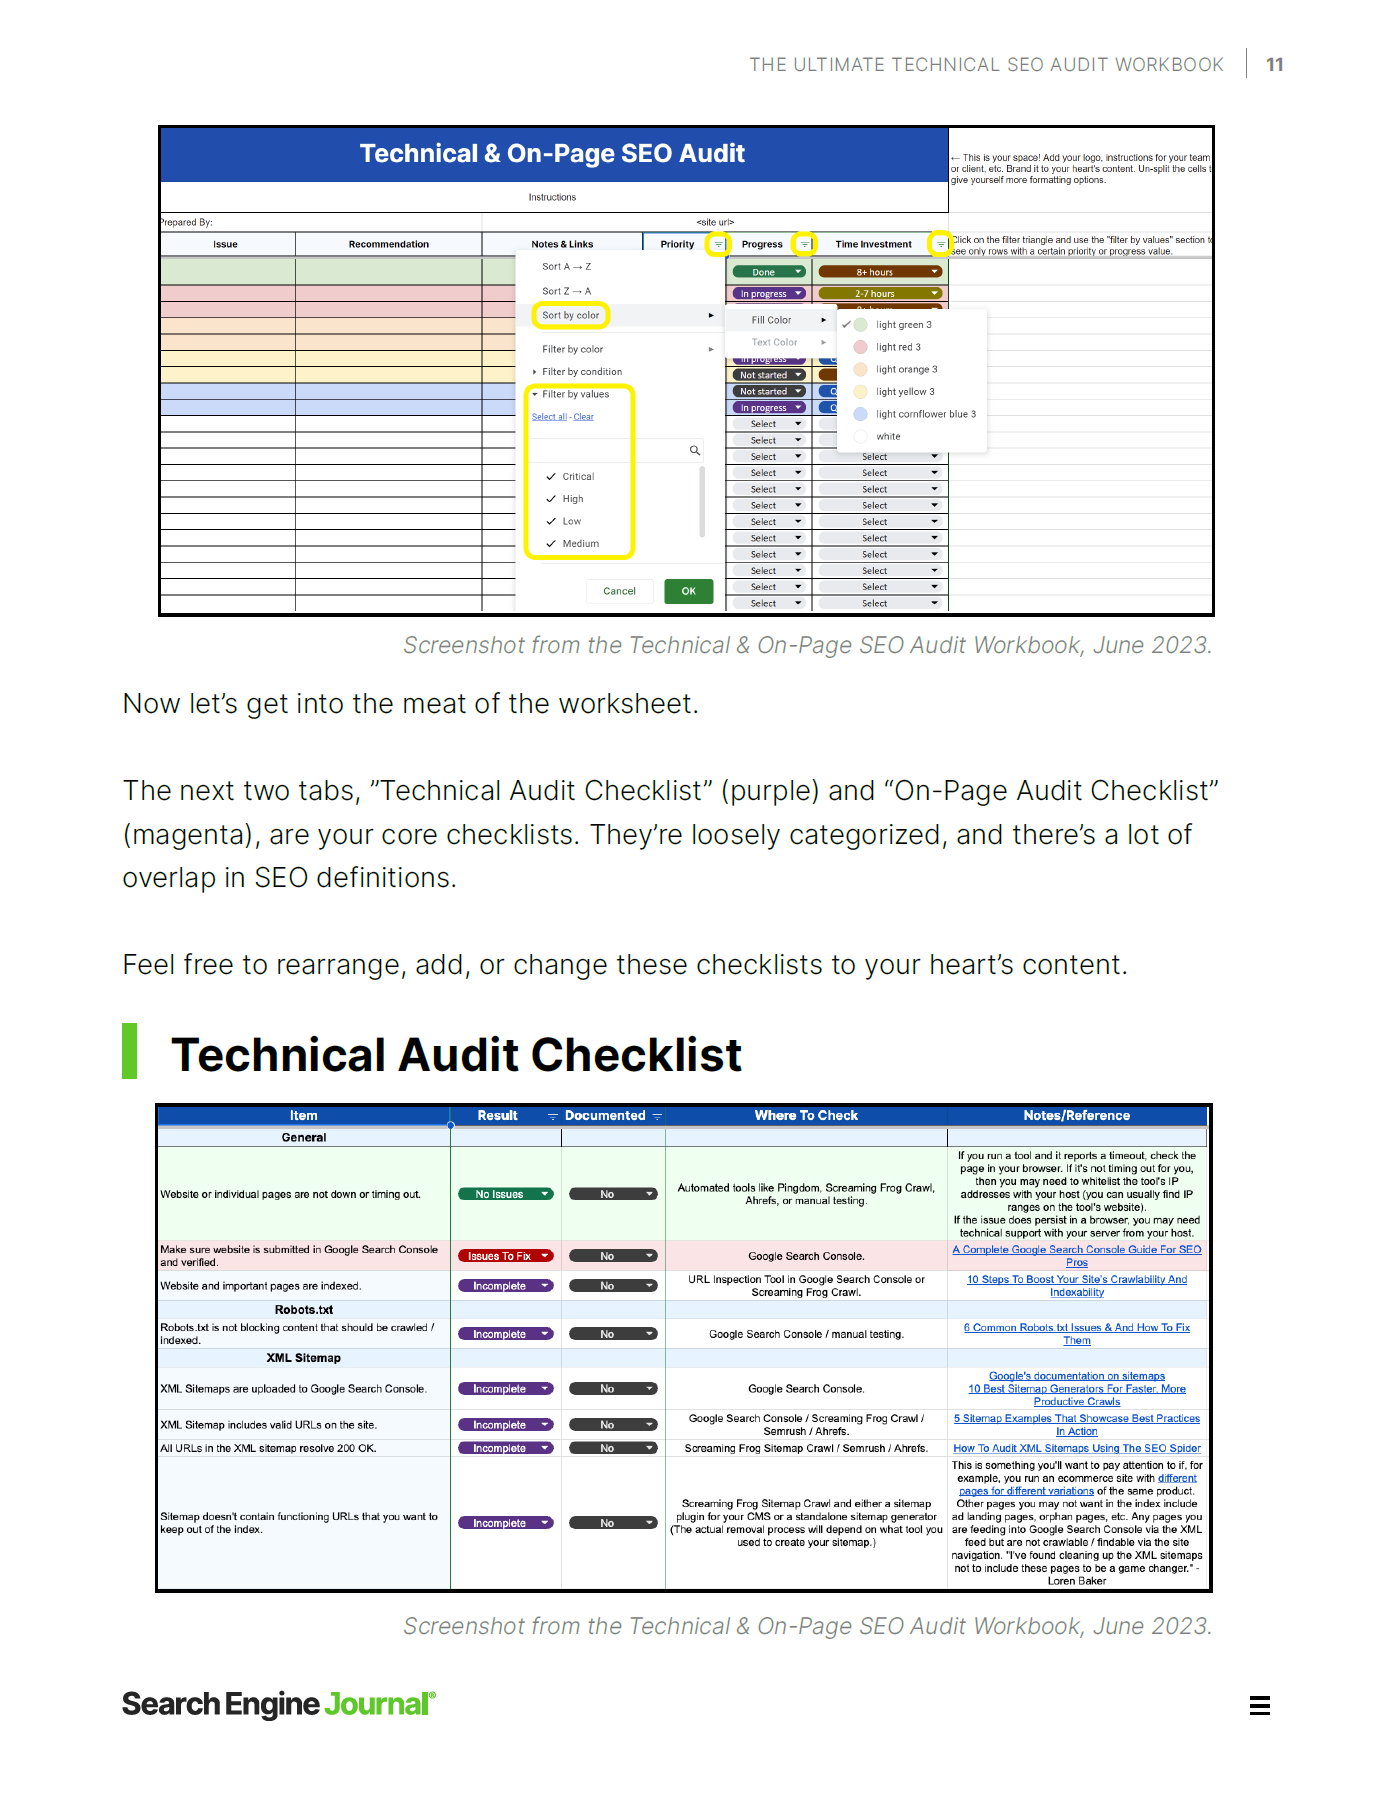 THE ULTIMATE TECHNICAL SEO AUDIT WORKBOOK 11
Technical & On-Page SEO Audit
← This is your space! Add your logo, instructions for your team
or client, etc. Brand it to your heart's content. Un-split the cells
give yourself more formatting options.
Instructions
Prepared By: <site url>
Issue Recommendation Notes & Links Priority Progress Time Investment
Click on the filter triangle and use the "filter by values" section to
see only rows with a certain priority or progress value.
Sort A → Z
Sort Z → A
Sort by color
Filter by color
Filter by condition
Filter by values
Select all - Clear
Critical
High
Low
Medium
Cancel OK
Fill Color
Text Color
light green 3
light red 3
light orange 3
light yellow 3
light cornflower blue 3
white
Done 8+ hours
In progress 2-7 hours
In progress
Not started
Not started
In progress
Select
Select
Select Select
Select Select
Select Select
Select Select
Select Select
Select Select
Select Select
Select Select
Select Select
Select Select
Screenshot from the Technical & On-Page SEO Audit Workbook, June 2023.
Now let’s get into the meat of the worksheet.
The next two tabs, ”Technical Audit Checklist” (purple) and “On-Page Audit Checklist”
(magenta), are your core checklists. They’re loosely categorized, and there’s a lot of
overlap in SEO definitions.
Feel free to rearrange, add, or change these checklists to your heart’s content.
Technical Audit Checklist
Item Result Documented Where To Check Notes/Reference
General
Website or individual pages are not down or timing out.
No Issues No
Automated tools like Pingdom, Screaming Frog Crawl,
Ahrefs, or manual testing.
If you run a tool and it reports a timeout, check the
page in your browser. If it's not timing out for you,
then you may need to whitelist the tool's IP
addresses with your host (you can usually find IP
ranges on the tool's website).
If the issue does persist in a browser, you may need
technical support with your server from your host.
Make sure website is submitted in Google Search Console
and verified.
Issues To Fix No
Google Search Console.
A Complete Google Search Console Guide For SEO
Pros
Website and important pages are indexed.
Incomplete No
URL Inspection Tool in Google Search Console or
Screaming Frog Crawl.
10 Steps To Boost Your Site's Crawlability And
Indexability
Robots.txt
Robots.txt is not blocking content that should be crawled /
indexed.
Incomplete No
Google Search Console / manual testing.
6 Common Robots.txt Issues & And How To Fix
Them
XML Sitemap
XML Sitemaps are uploaded to Google Search Console.
Incomplete No
Google Search Console.
Google's documentation on sitemaps
10 Best Sitemap Generators For Faster, More
Productive Crawls
XML Sitemap includes valid URLs on the site.
Incomplete No
Google Search Console / Screaming Frog Crawl /
Semrush / Ahrefs.
5 Sitemap Examples That Showcase Best Practices
In Action
All URLs in the XML sitemap resolve 200 OK.
Incomplete No
Screaming Frog Sitemap Crawl / Semrush / Ahrefs.
How To Audit XML Sitemaps Using The SEO Spider
Sitemap doesn't contain functioning URLs that you want to
keep out of the index.
Incomplete No
Screaming Frog Sitemap Crawl and either a sitemap
plugin for your CMS or a standalone sitemap generator
(The actual removal process will depend on what tool you
used to create your sitemap.)
This is something you'll want to pay attention to if, for
example, you run an ecommerce site with different
pages for different variations of the same product.
Other pages you may not want in the index include
ad landing pages, orphan pages, etc. Any pages you
are feeding into Google Search Console via the XML
feed but are not crawlable / findable via the site
navigation. "I've found cleaning up the XML sitemaps
not to include these pages to be a game changer." -
Loren Baker
Screenshot from the Technical & On-Page SEO Audit Workbook, June 2023.
Search Engine Journal®